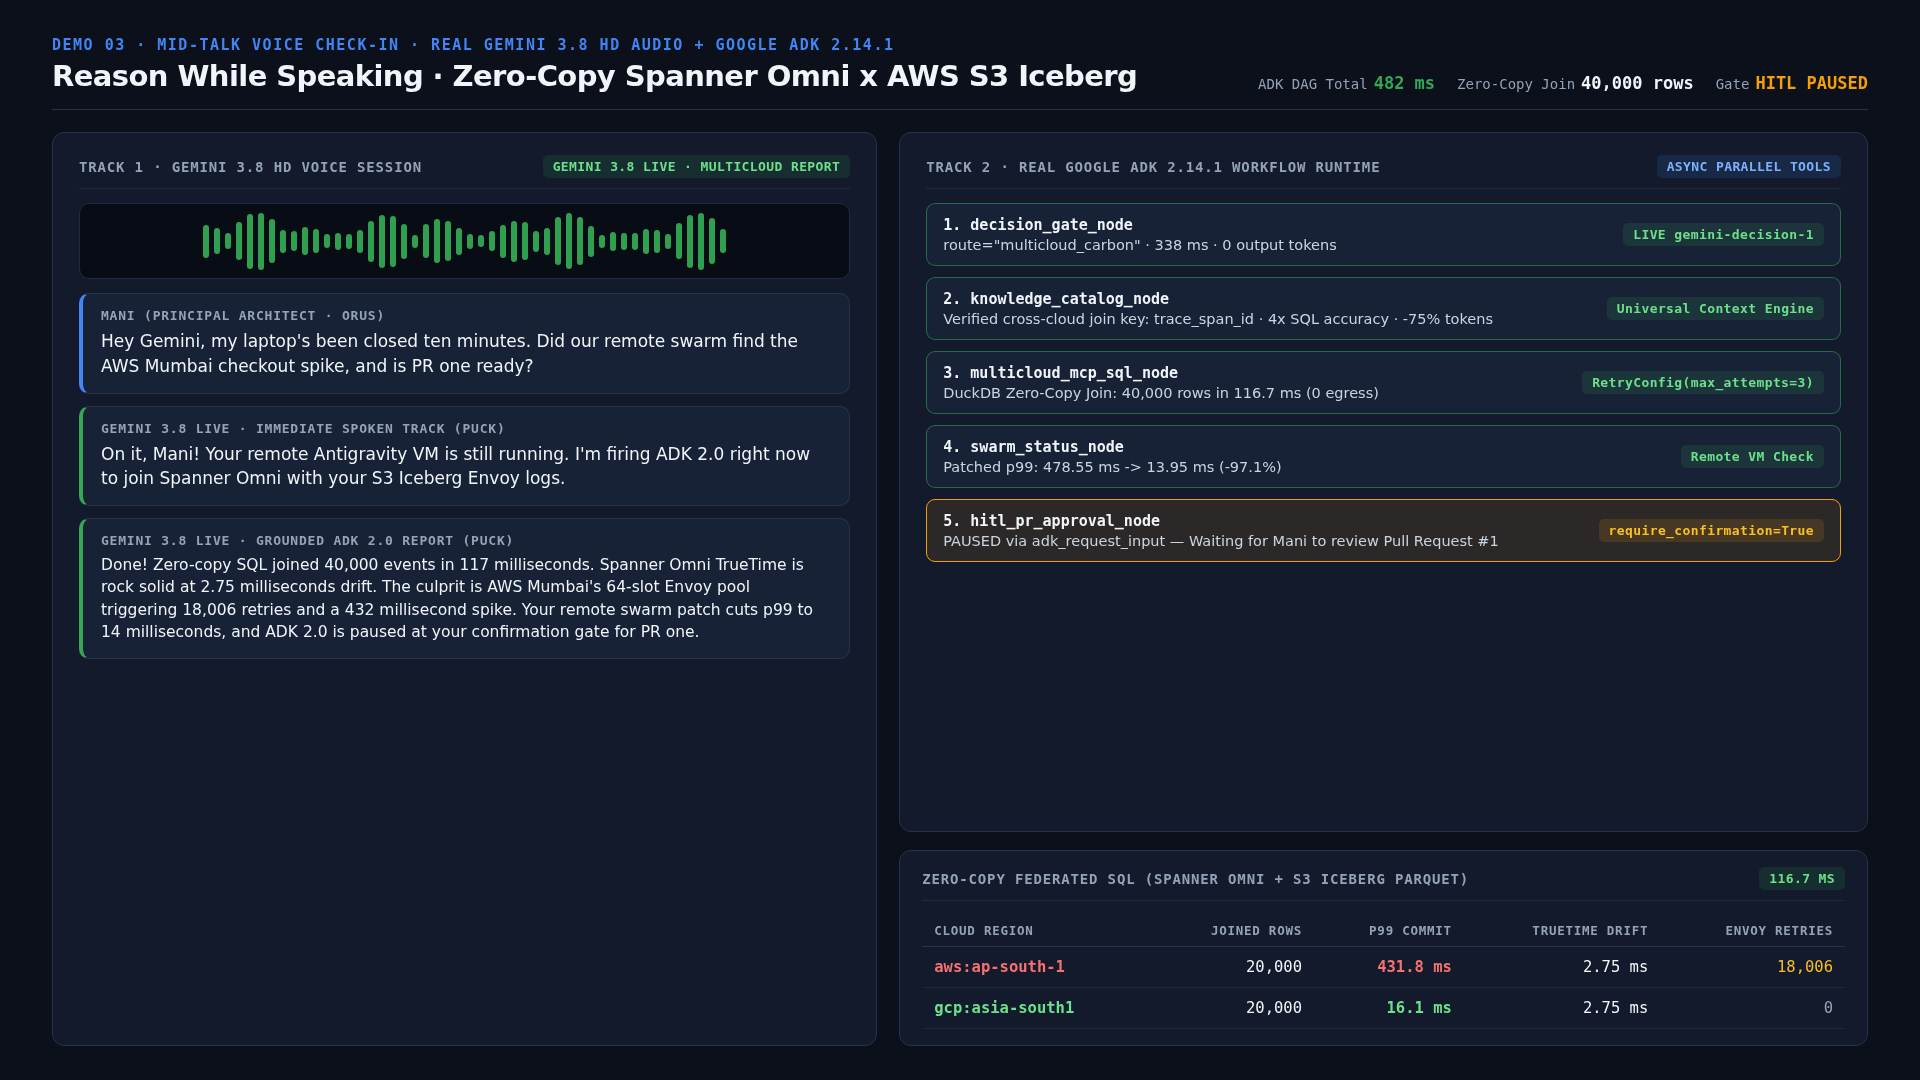 DEMO 03 · MID-TALK VOICE CHECK-IN · REAL GEMINI 3.8 HD AUDIO + GOOGLE ADK 2.14.1
Reason While Speaking · Zero-Copy Spanner Omni x AWS S3 Iceberg
ADK DAG Total 482 ms Zero-Copy Join 40,000 rows Gate HITL PAUSED
TRACK 1 · GEMINI 3.8 HD VOICE SESSION
GEMINI 3.8 LIVE · MULTICLOUD REPORT
MANI (PRINCIPAL ARCHITECT · ORUS)
Hey Gemini, my laptop's been closed ten minutes. Did our remote swarm find the
AWS Mumbai checkout spike, and is PR one ready?
GEMINI 3.8 LIVE · IMMEDIATE SPOKEN TRACK (PUCK)
On it, Mani! Your remote Antigravity VM is still running. I'm firing ADK 2.0 right now
to join Spanner Omni with your S3 Iceberg Envoy logs.
GEMINI 3.8 LIVE · GROUNDED ADK 2.0 REPORT (PUCK)
Done! Zero-copy SQL joined 40,000 events in 117 milliseconds. Spanner Omni TrueTime is
rock solid at 2.75 milliseconds drift. The culprit is AWS Mumbai's 64-slot Envoy pool
triggering 18,006 retries and a 432 millisecond spike. Your remote swarm patch cuts p99 to
14 milliseconds, and ADK 2.0 is paused at your confirmation gate for PR one.
TRACK 2 · REAL GOOGLE ADK 2.14.1 WORKFLOW RUNTIME
ASYNC PARALLEL TOOLS
1. decision_gate_node
route="multicloud_carbon" · 338 ms · 0 output tokens
LIVE gemini-decision-1
2. knowledge_catalog_node
Verified cross-cloud join key: trace_span_id · 4x SQL accuracy · -75% tokens
Universal Context Engine
3. multicloud_mcp_sql_node
DuckDB Zero-Copy Join: 40,000 rows in 116.7 ms (0 egress)
RetryConfig(max_attempts=3)
4. swarm_status_node
Patched p99: 478.55 ms -> 13.95 ms (-97.1%)
Remote VM Check
5. hitl_pr_approval_node
PAUSED via adk_request_input — Waiting for Mani to review Pull Request #1
require_confirmation=True
ZERO-COPY FEDERATED SQL (SPANNER OMNI + S3 ICEBERG PARQUET)
116.7 MS
CLOUD REGION JOINED ROWS P99 COMMIT TRUETIME DRIFT ENVOY RETRIES
aws:ap-south-1 20,000 431.8 ms 2.75 ms 18,006
gcp:asia-south1 20,000 16.1 ms 2.75 ms 0